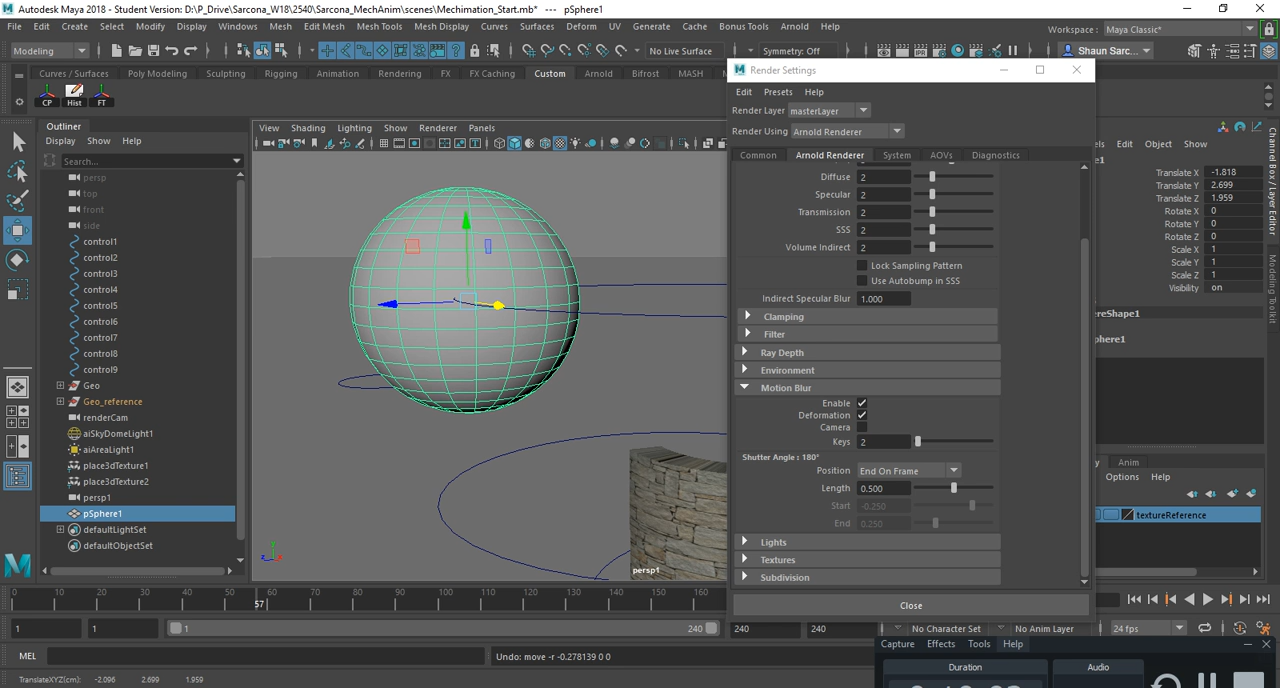 Autodesk Maya 2018 - Student Version: D:\P_Drive\Sarcona_W18\2540\Sarcona_MechAnim\scenes\Mechimation_Start.mb* --- pSphere1
File Edit Create Select Modify Display Windows Mesh Edit Mesh Mesh Tools Mesh Display Curves Surfaces Deform UV Generate Cache Bonus Tools Arnold Help
Workspace : Maya Classic*
Modeling
No Live Surface
Symmetry: Off
Shaun Sarc...
Curves / Surfaces Poly Modeling Sculpting Rigging Animation Rendering FX FX Caching Custom Arnold Bifrost MASH
CP Hist FT
Outliner
Display Show Help
Search...
persp
top
front
side
control1
control2
control3
control4
control5
control6
control7
control8
control9
Geo
Geo_reference
renderCam
aiSkyDomeLight1
aiAreaLight1
place3dTexture1
place3dTexture2
persp1
pSphere1
defaultLightSet
defaultObjectSet
View Shading Lighting Show Renderer Panels
z x
persp1
Render Settings
Edit Presets Help
Render Layer masterLayer
Render Using Arnold Renderer
Common Arnold Renderer System AOVs Diagnostics
Diffuse 2
Specular 2
Transmission 2
SSS 2
Volume Indirect 2
Lock Sampling Pattern
Use Autobump in SSS
Indirect Specular Blur 1.000
Clamping
Filter
Ray Depth
Environment
Motion Blur
Enable
Deformation
Camera
Keys 2
Shutter Angle : 180°
Position End On Frame
Length 0.500
Start -0.250
End 0.250
Lights
Textures
Subdivision
Close
els Edit Object Show
e1
Translate X -1.818
Translate Y 2.699
Translate Z 1.959
Rotate X 0
Rotate Y 0
Rotate Z 0
Scale X 1
Scale Y 1
Scale Z 1
Visibility on
ereShape1
phere1
Channel Box / Layer Editor
Modeling Toolkit
y Anim
Options Help
textureReference
0 10 20 30 40 50 57 60 70 80 90 100 110 120 130 140 150 160
1 1 1 240 240 240
No Character Set No Anim Layer 24 fps
MEL
Undo: move -r -0.278139 0 0
TranslateXYZ(cm): -2.096 2.699 1.959
Capture Effects Tools Help
Duration Audio